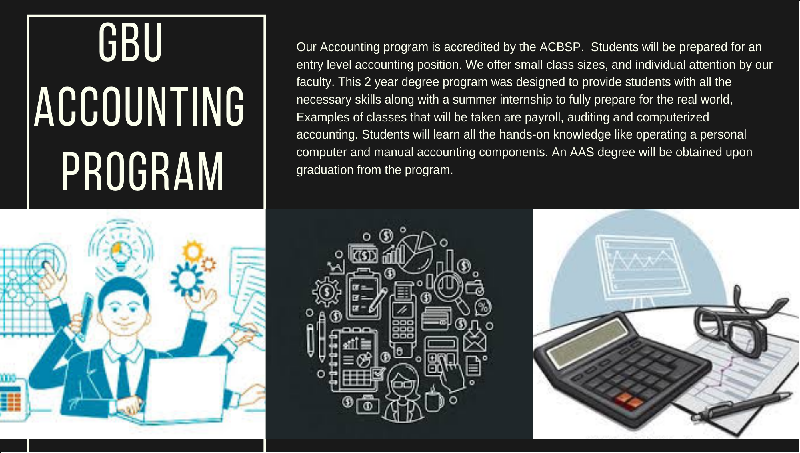 GBU
ACCOUNTING
PROGRAM
Our Accounting program is accredited by the ACBSP.  Students will be prepared for an
entry level accounting position. We offer small class sizes, and individual attention by our
faculty. This 2 year degree program was designed to provide students with all the
necessary skills along with a summer internship to fully prepare for the real world,
Examples of classes that will be taken are payroll, auditing and computerized
accounting. Students will learn all the hands-on knowledge like operating a personal
computer and manual accounting components. An AAS degree will be obtained upon
graduation from the program.